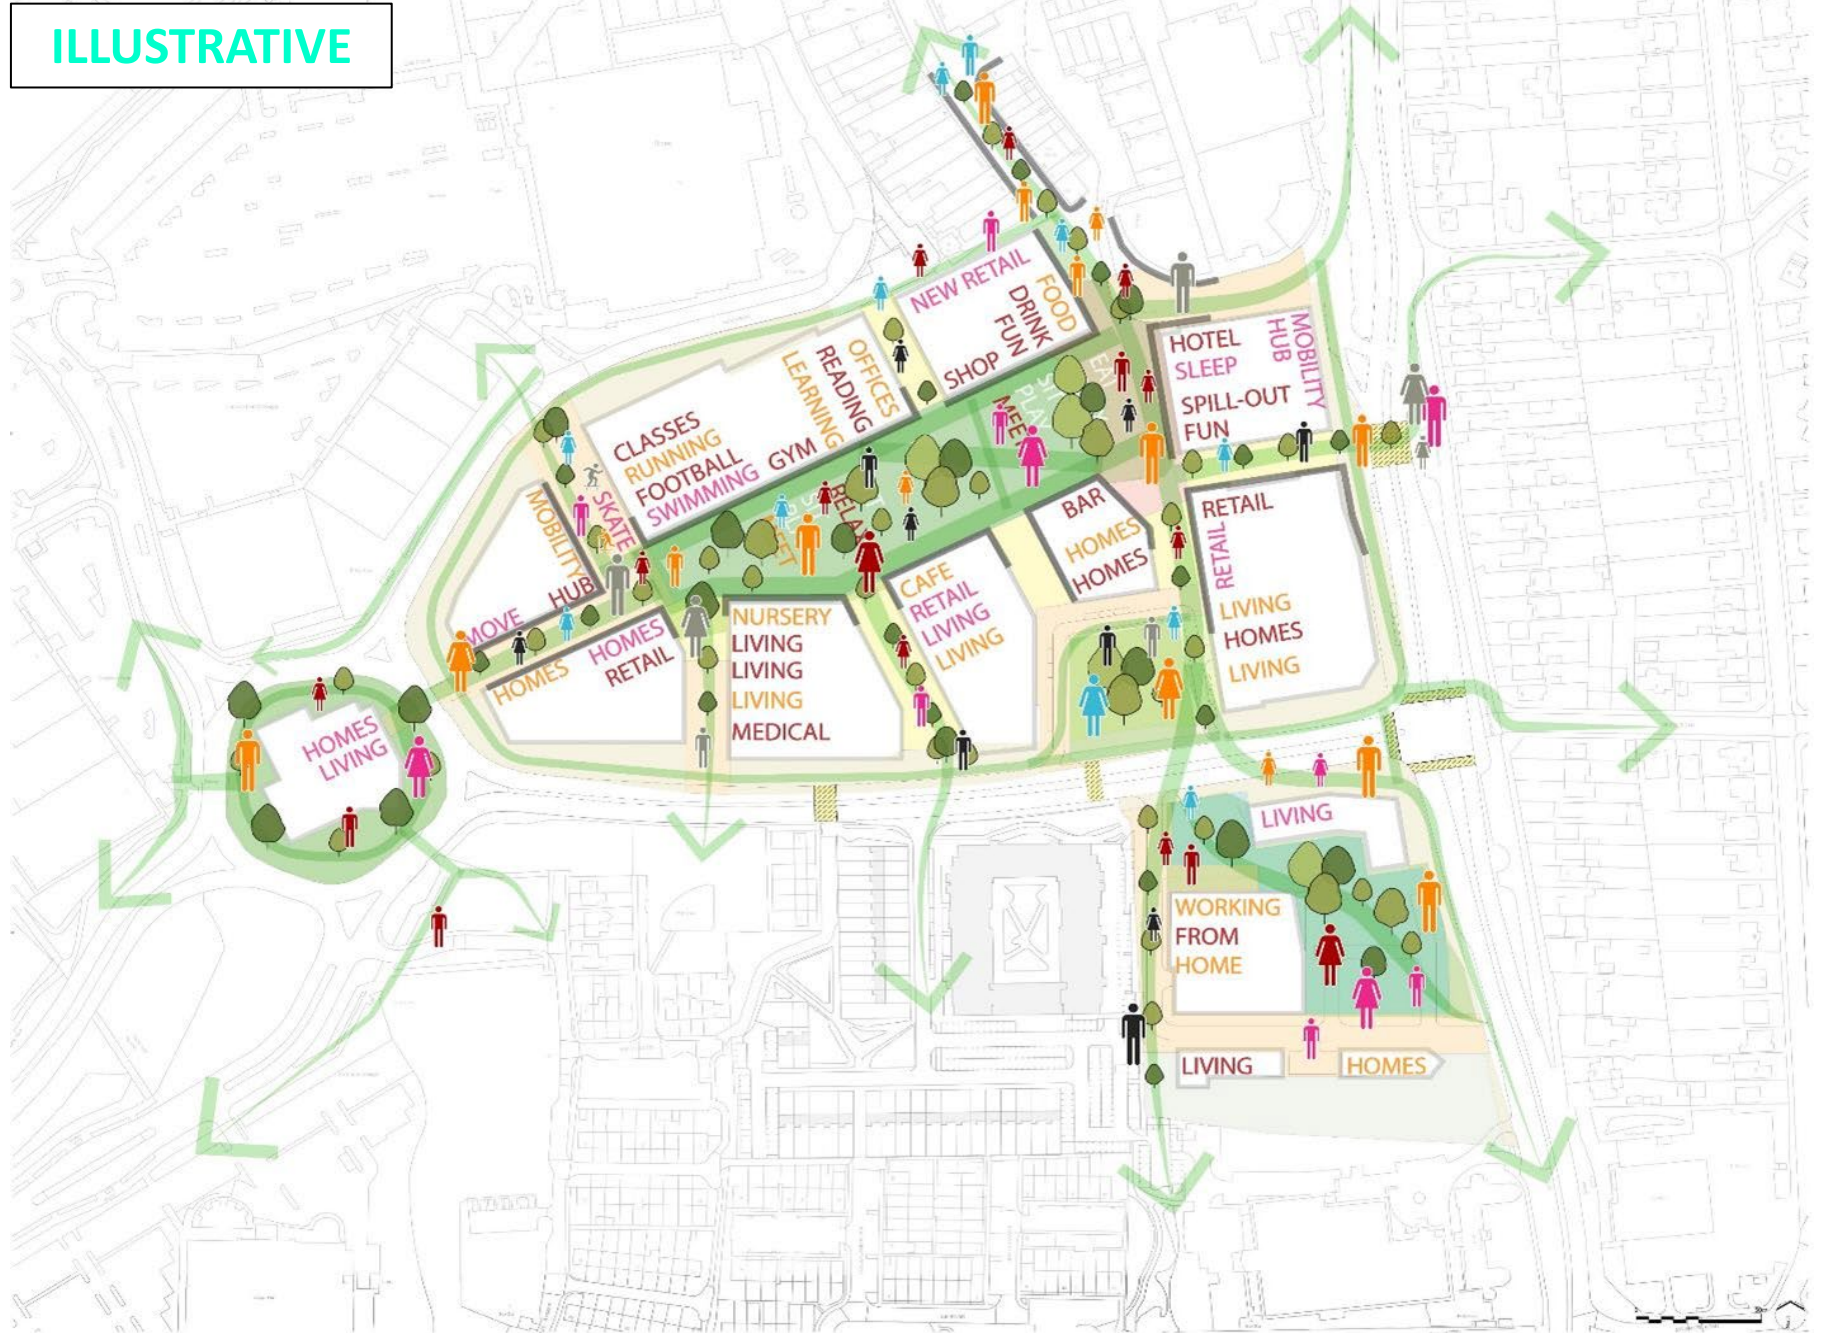 ILLUSTRATIVE
NEW RETAIL
FOOD
DRINK
FUN
SHOP
OFFICES
READING
LEARNING
GYM
CLASSES
RUNNING
FOOTBALL
SWIMMING
HOTEL
SLEEP
SPILL-OUT
FUN
MOBILITY
HUB
PLAY
MEET
SKATE
MOBILITY
HUB
MOVE
HOMES
HOMES
RETAIL
NURSERY
LIVING
LIVING
LIVING
MEDICAL
CAFE
RETAIL
LIVING
LIVING
BAR
HOMES
HOMES
RETAIL
RETAIL
LIVING
HOMES
LIVING
HOMES
LIVING
LIVING
WORKING
FROM
HOME
LIVING
HOMES